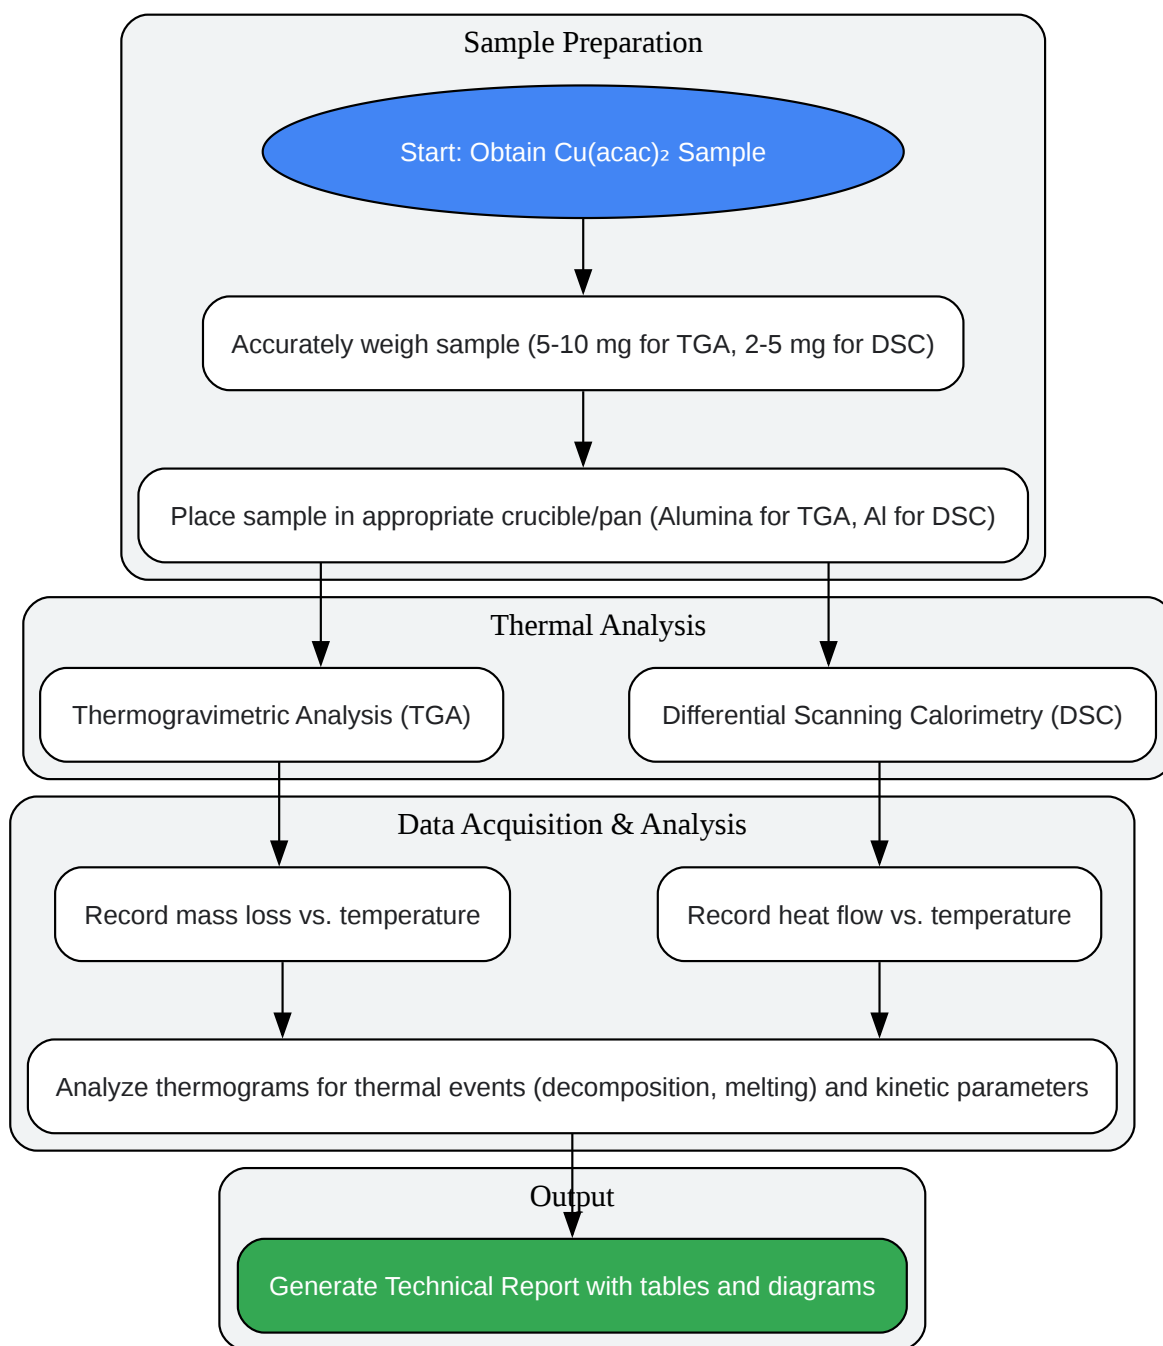 Sample Preparation
Start: Obtain Cu(acac)₂ Sample
Accurately weigh sample (5-10 mg for TGA, 2-5 mg for DSC)
Place sample in appropriate crucible/pan (Alumina for TGA, Al for DSC)
Thermal Analysis
Thermogravimetric Analysis (TGA)
Differential Scanning Calorimetry (DSC)
Data Acquisition & Analysis
Record mass loss vs. temperature
Record heat flow vs. temperature
Analyze thermograms for thermal events (decomposition, melting) and kinetic parameters
Output
Generate Technical Report with tables and diagrams